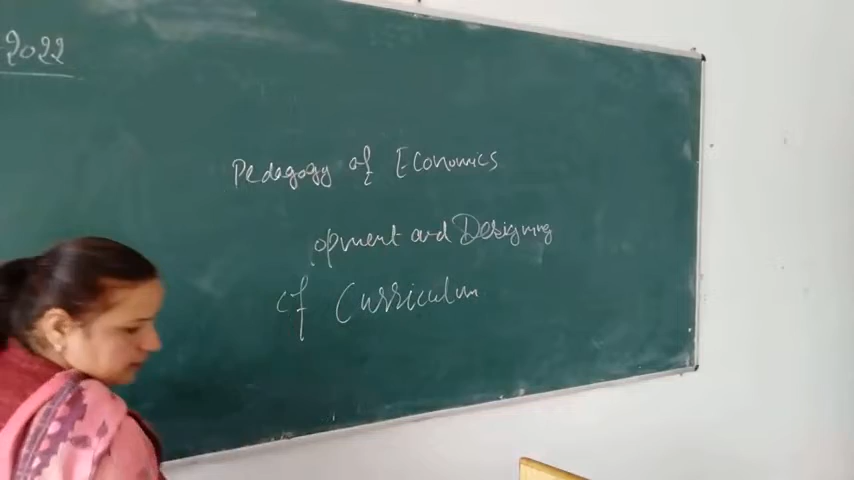 2022
Pedagogy of Economics
opment and Designing
of Curriculum